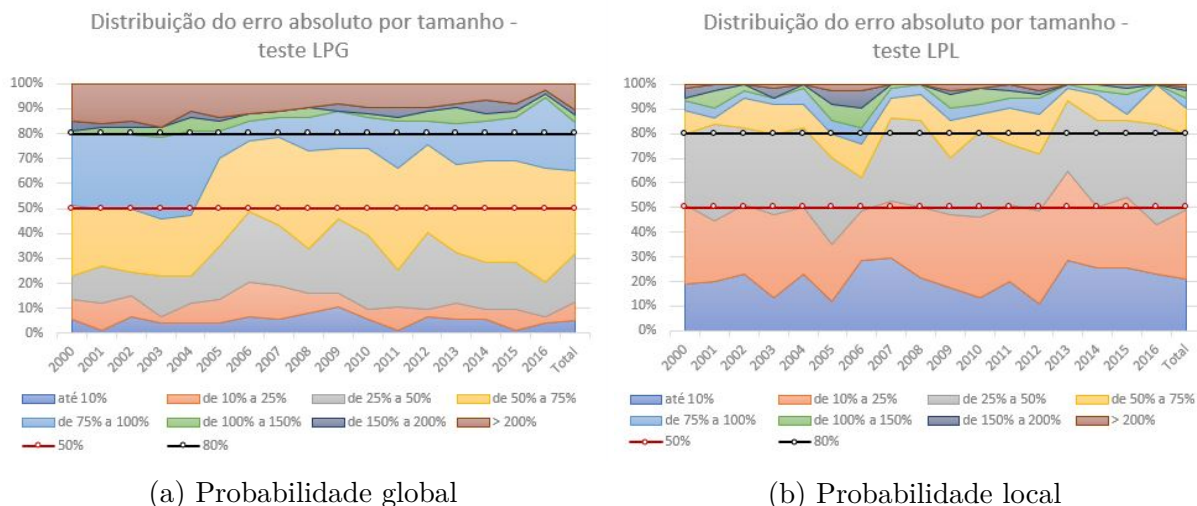 Distribuição do erro absoluto por tamanho -
teste LPG
100%
90%
80%
70%
60%
50%
40%
30%
20%
10%
0%
2000 2001 2002 2003 2004 2005 2006 2007 2008 2009 2010 2011 2012 2013 2014 2015 2016 Total
até 10% de 10% a 25% de 25% a 50% de 50% a 75%
de 75% a 100% de 100% a 150% de 150% a 200% > 200%
50% 80%
(a) Probabilidade global
Distribuição do erro absoluto por tamanho -
teste LPL
100%
90%
80%
70%
60%
50%
40%
30%
20%
10%
0%
2000 2001 2002 2003 2004 2005 2006 2007 2008 2009 2010 2011 2012 2013 2014 2015 2016 Total
até 10% de 10% a 25% de 25% a 50% de 50% a 75%
de 75% a 100% de 100% a 150% de 150% a 200% > 200%
50% 80%
(b) Probabilidade local